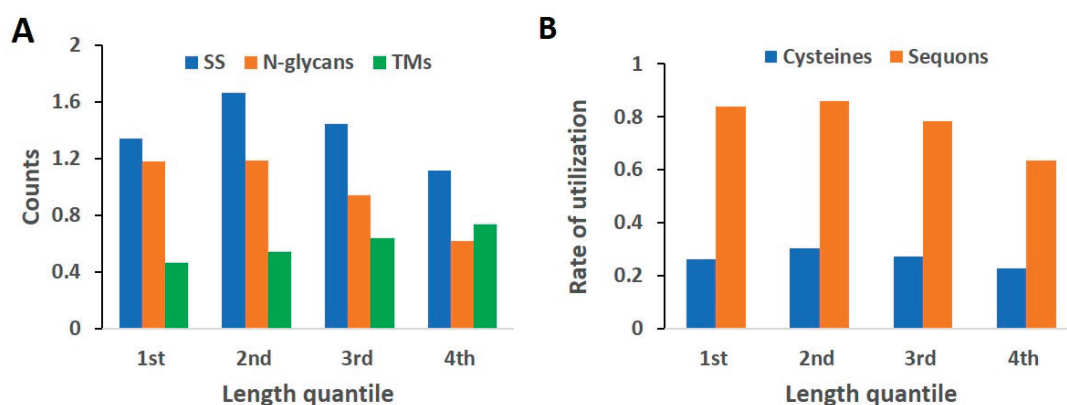 A
Counts
2
1.6
1.2
0.8
0.4
0
SS N-glycans TMs
1st 2nd 3rd 4th
Length quantile
B
Rate of utilization
1
0.8
0.6
0.4
0.2
0
Cysteines Sequons
1st 2nd 3rd 4th
Length quantile